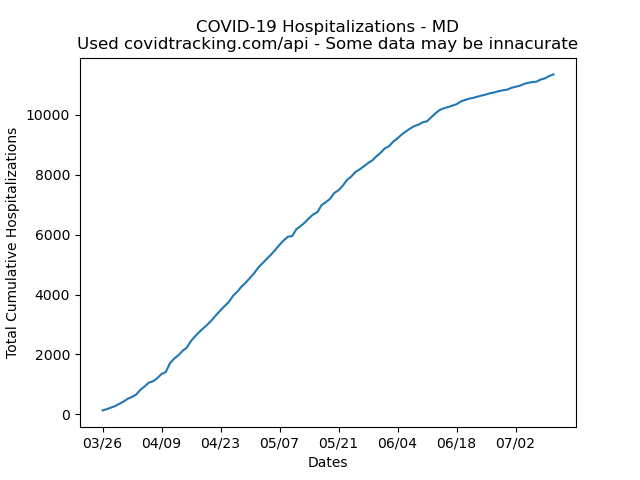 COVID-19 Hospitalizations - MD
Used covidtracking.com/api - Some data may be innacurate
Total Cumulative Hospitalizations
10000
8000
6000
4000
2000
0
03/26 04/09 04/23 05/07 05/21 06/04 06/18 07/02
Dates